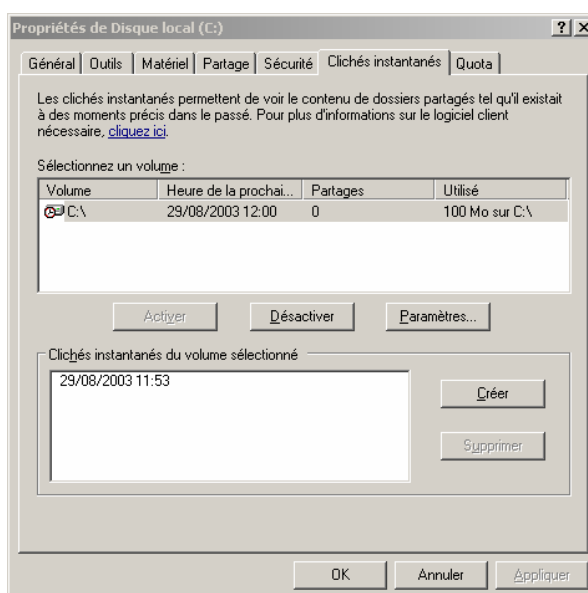 Propriétés de Disque local (C:)
Général Outils Matériel Partage Sécurité Clichés instantanés Quota
Les clichés instantanés permettent de voir le contenu de dossiers partagés tel qu'il existait
à des moments précis dans le passé. Pour plus d'informations sur le logiciel client
nécessaire, cliquez ici.
Sélectionnez un volume :
Volume Heure de la prochai... Partages Utilisé
C:\ 29/08/2003 12:00 0 100 Mo sur C:\
Activer Désactiver Paramètres...
Clichés instantanés du volume sélectionné
29/08/2003 11:53
Créer
Supprimer
OK Annuler Appliquer